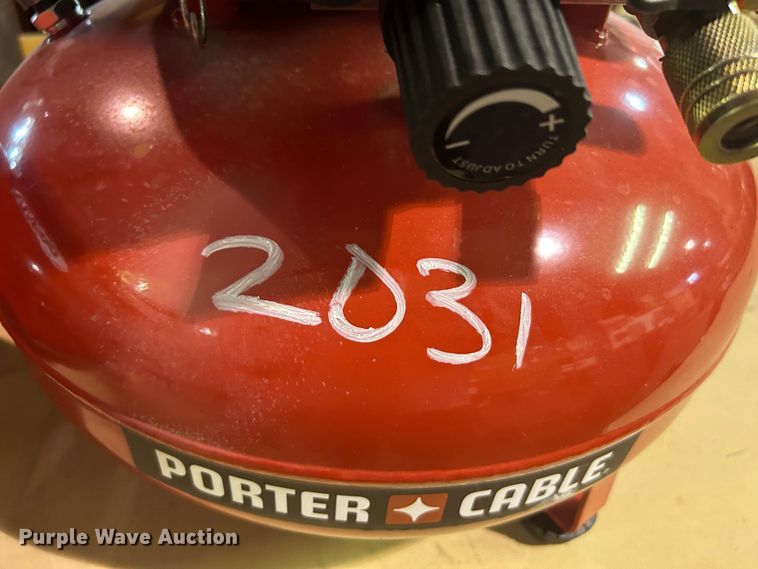 +
−
TURN TO ADJUST
2031
PORTER CABLE
Purple Wave Auction